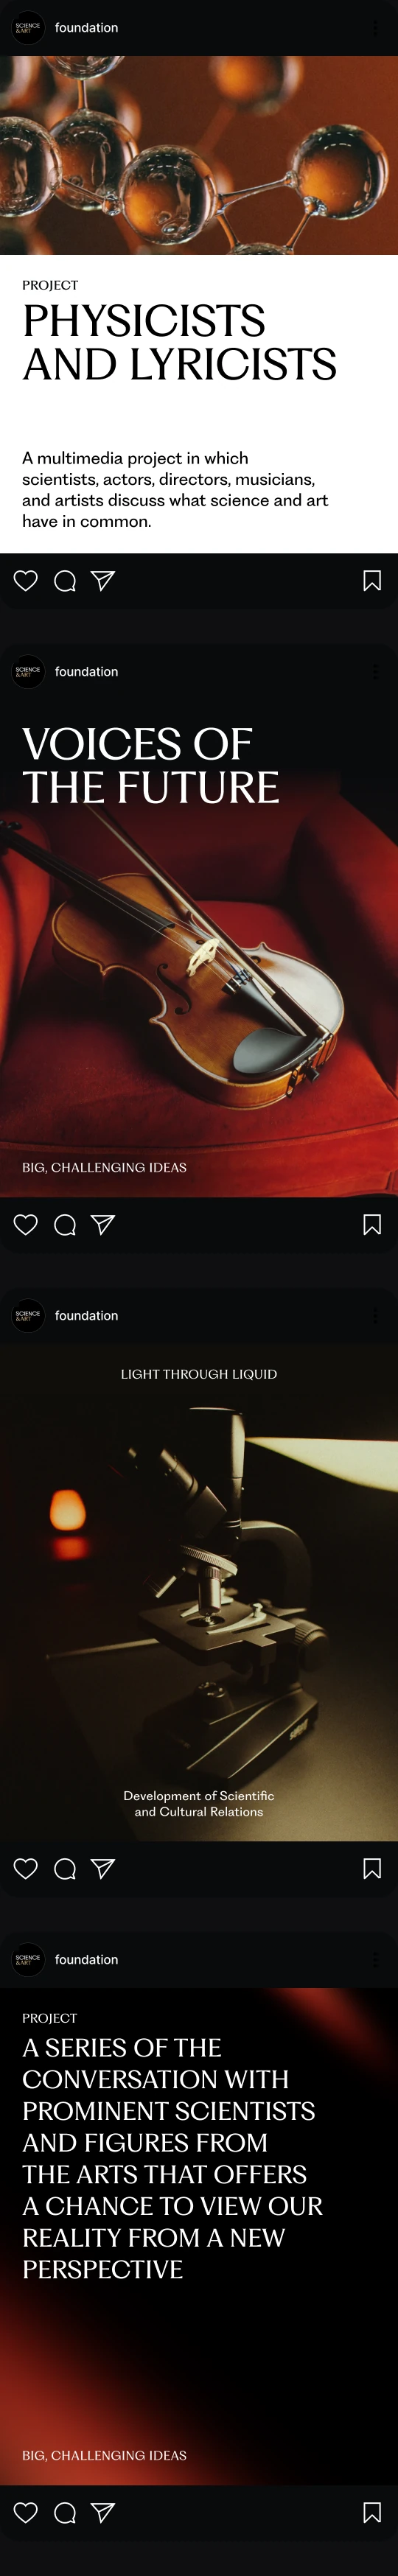 SCIENCE
&ART
foundation
PROJECT
PHYSICISTS
AND LYRICISTS
A multimedia project in which
scientists, actors, directors, musicians,
and artists discuss what science and art
have in common.
SCIENCE
&ART
foundation
VOICES OF
THE FUTURE
BIG, CHALLENGING IDEAS
SCIENCE
&ART
foundation
LIGHT THROUGH LIQUID
Development of Scientific
and Cultural Relations
SCIENCE
&ART
foundation
PROJECT
A SERIES OF THE
CONVERSATION WITH
PROMINENT SCIENTISTS
AND FIGURES FROM
THE ARTS THAT OFFERS
A CHANCE TO VIEW OUR
REALITY FROM A NEW
PERSPECTIVE
BIG, CHALLENGING IDEAS